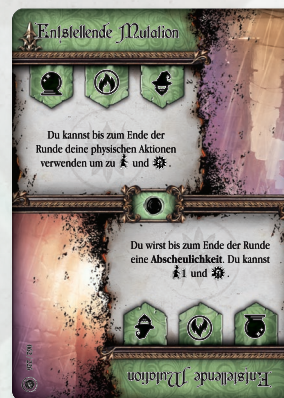 Entstellende Mutation
Du kannst bis zum Ende der
Runde deine physischen Aktionen
verwenden um zu und .
Du wirst bis zum Ende der Runde
eine Abscheulichkeit. Du kannst
1 und .
Entstellende Mutation